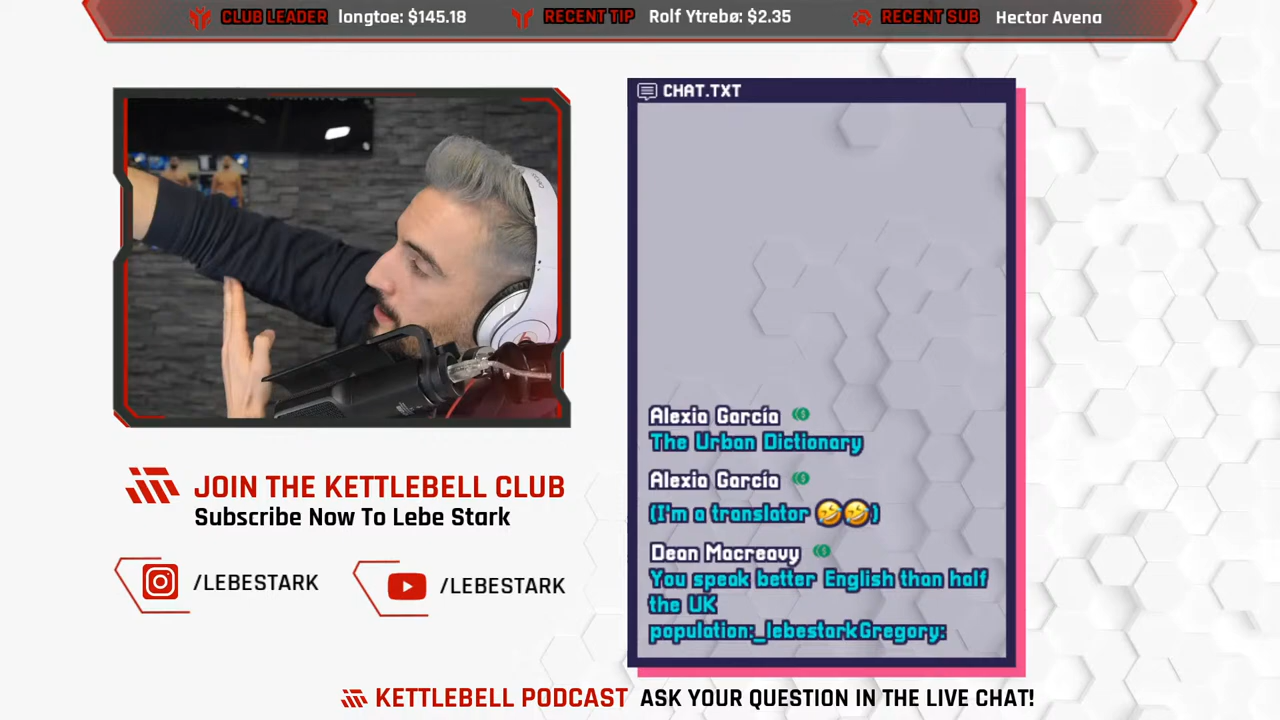 CLUB LEADER longtoe: $145.18 RECENT TIP Rolf Ytrebø: $2.35 RECENT SUB Hector Avena
CHAT.TXT
Alexia García
The Urban Dictionary
Alexia García
(I'm a translator 🤣🤣)
Dean Macreavy
You speak better English than half
the UK
population:_lebestarkGregory:
JOIN THE KETTLEBELL CLUB
Subscribe Now To Lebe Stark
/LEBESTARK /LEBESTARK
KETTLEBELL PODCAST ASK YOUR QUESTION IN THE LIVE CHAT!